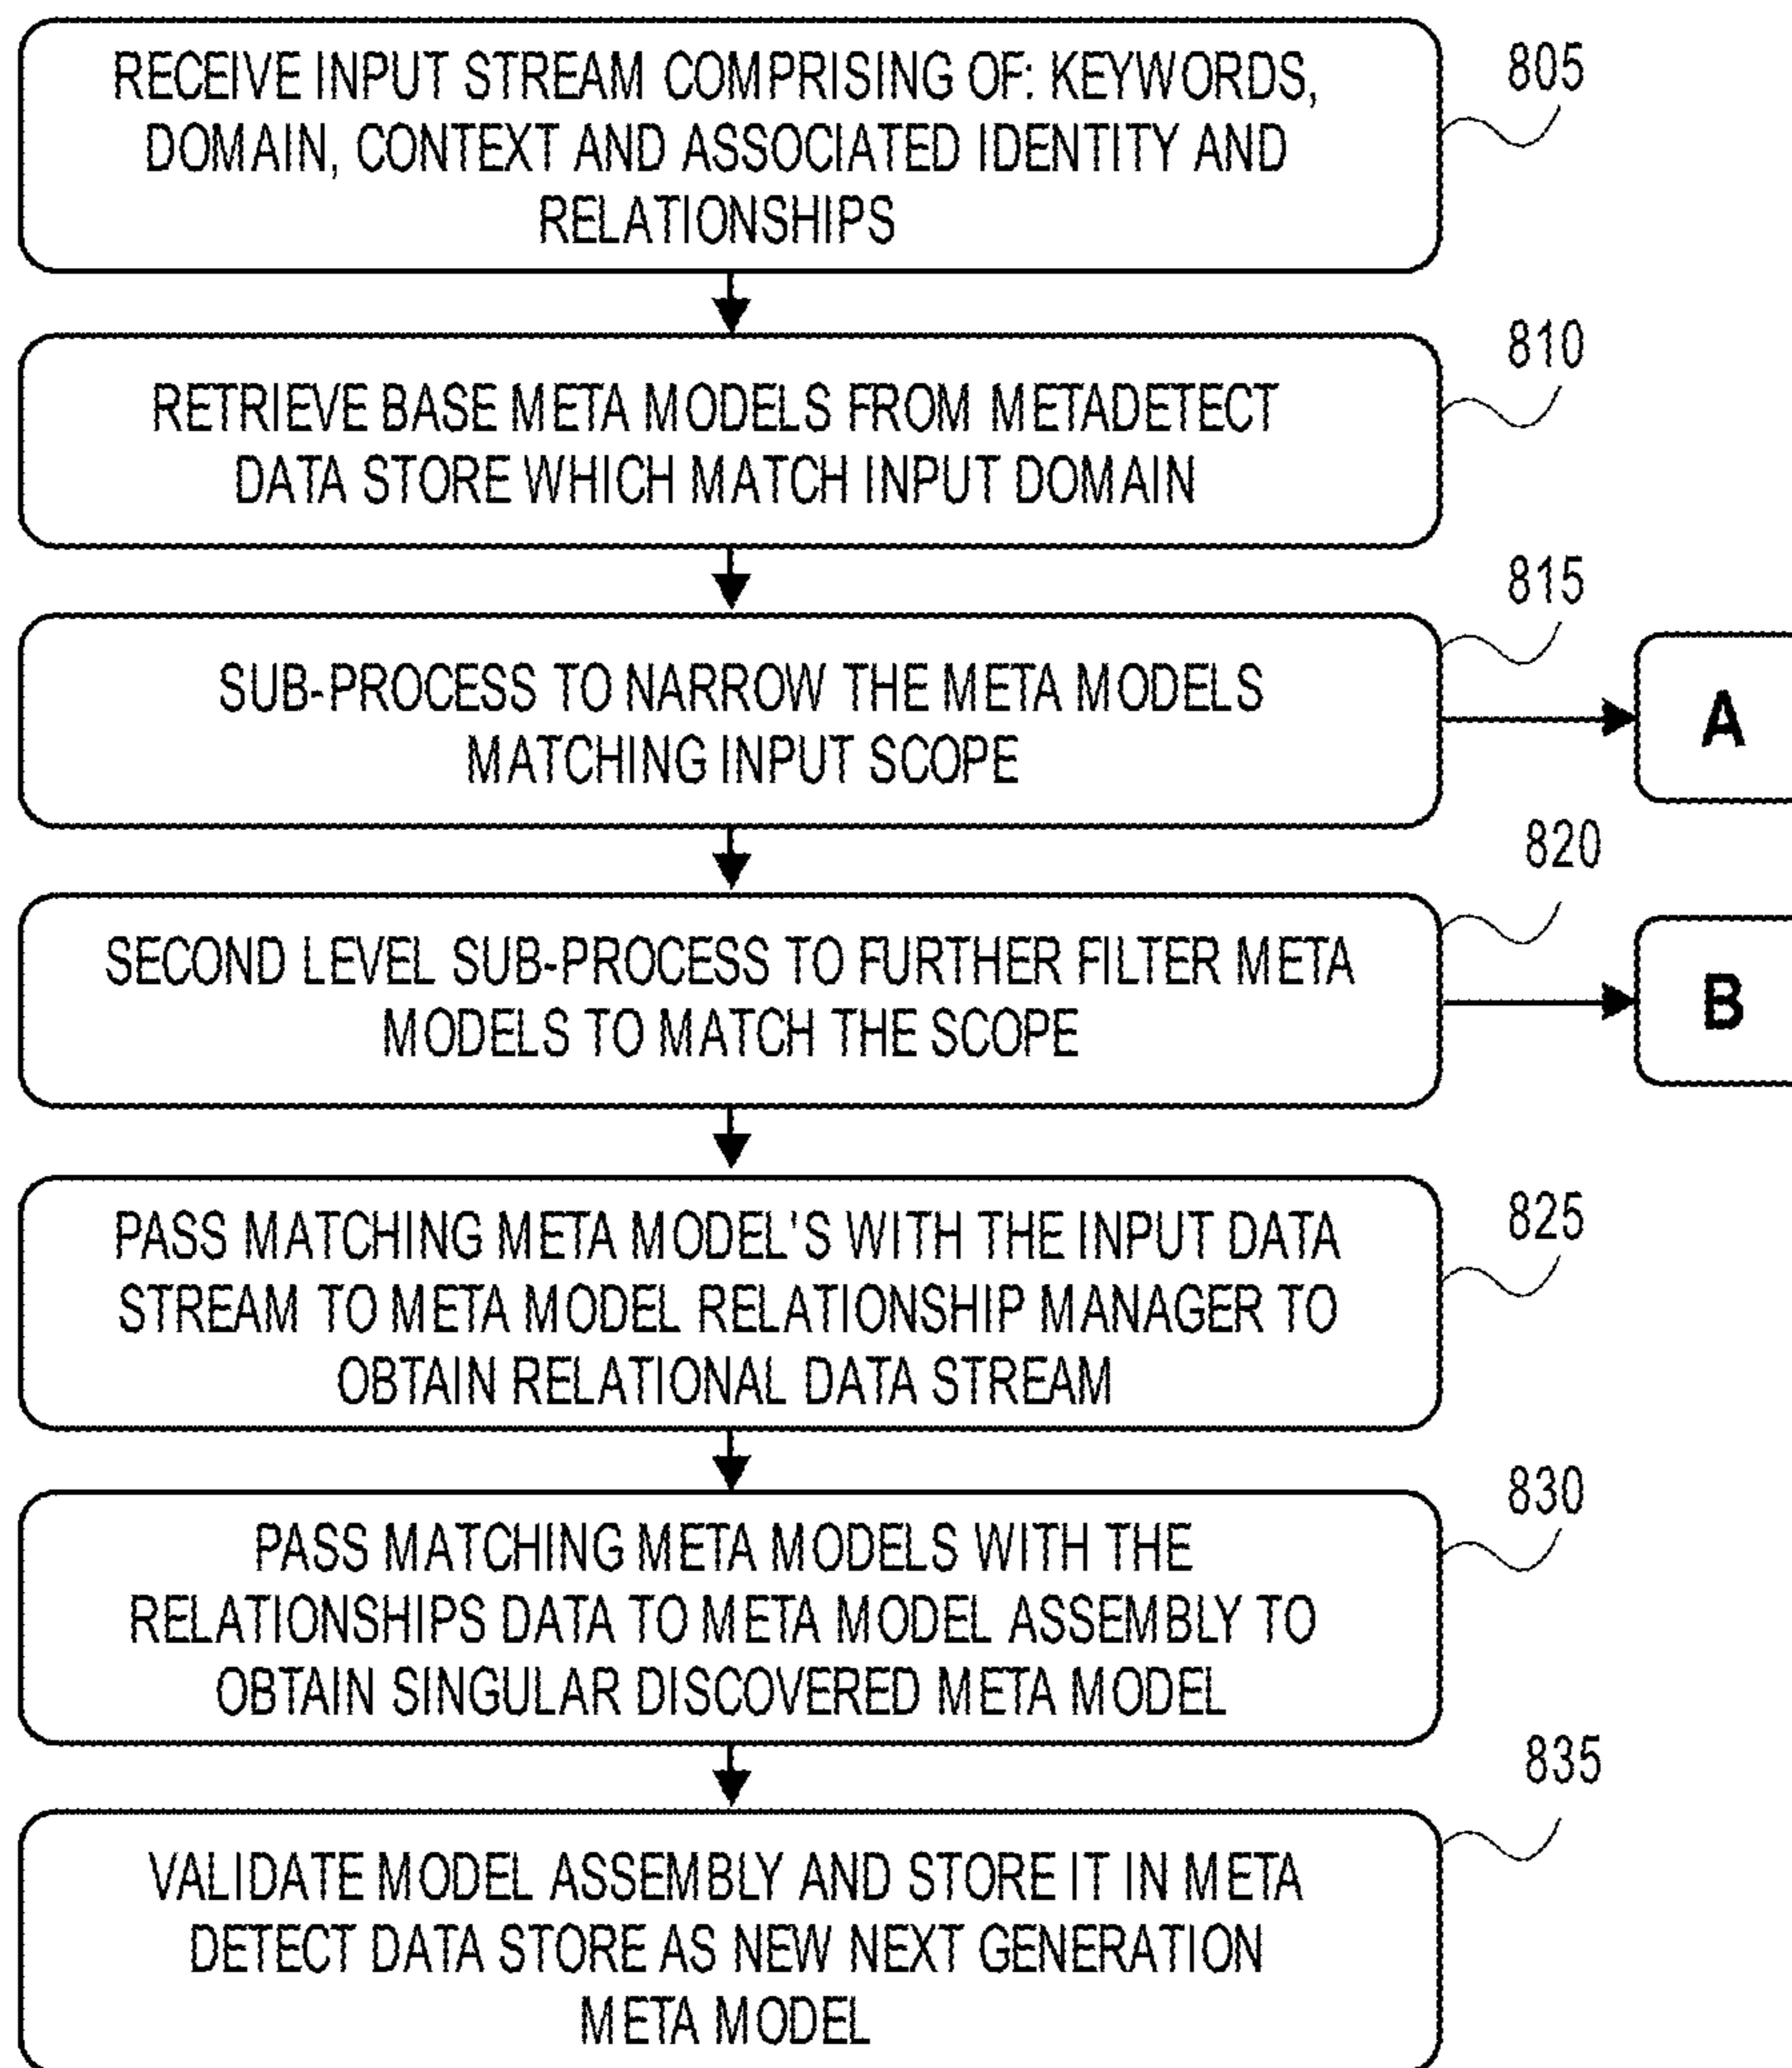 RECEIVE INPUT STREAM COMPRISING OF: KEYWORDS,
DOMAIN, CONTEXT AND ASSOCIATED IDENTITY AND
RELATIONSHIPS
805
RETRIEVE BASE META MODELS FROM METADETECT
DATA STORE WHICH MATCH INPUT DOMAIN
810
SUB-PROCESS TO NARROW THE META MODELS
MATCHING INPUT SCOPE
815
A
SECOND LEVEL SUB-PROCESS TO FURTHER FILTER META
MODELS TO MATCH THE SCOPE
820
B
PASS MATCHING META MODEL'S WITH THE INPUT DATA
STREAM TO META MODEL RELATIONSHIP MANAGER TO
OBTAIN RELATIONAL DATA STREAM
825
PASS MATCHING META MODELS WITH THE
RELATIONSHIPS DATA TO META MODEL ASSEMBLY TO
OBTAIN SINGULAR DISCOVERED META MODEL
830
VALIDATE MODEL ASSEMBLY AND STORE IT IN META
DETECT DATA STORE AS NEW NEXT GENERATION
META MODEL
835